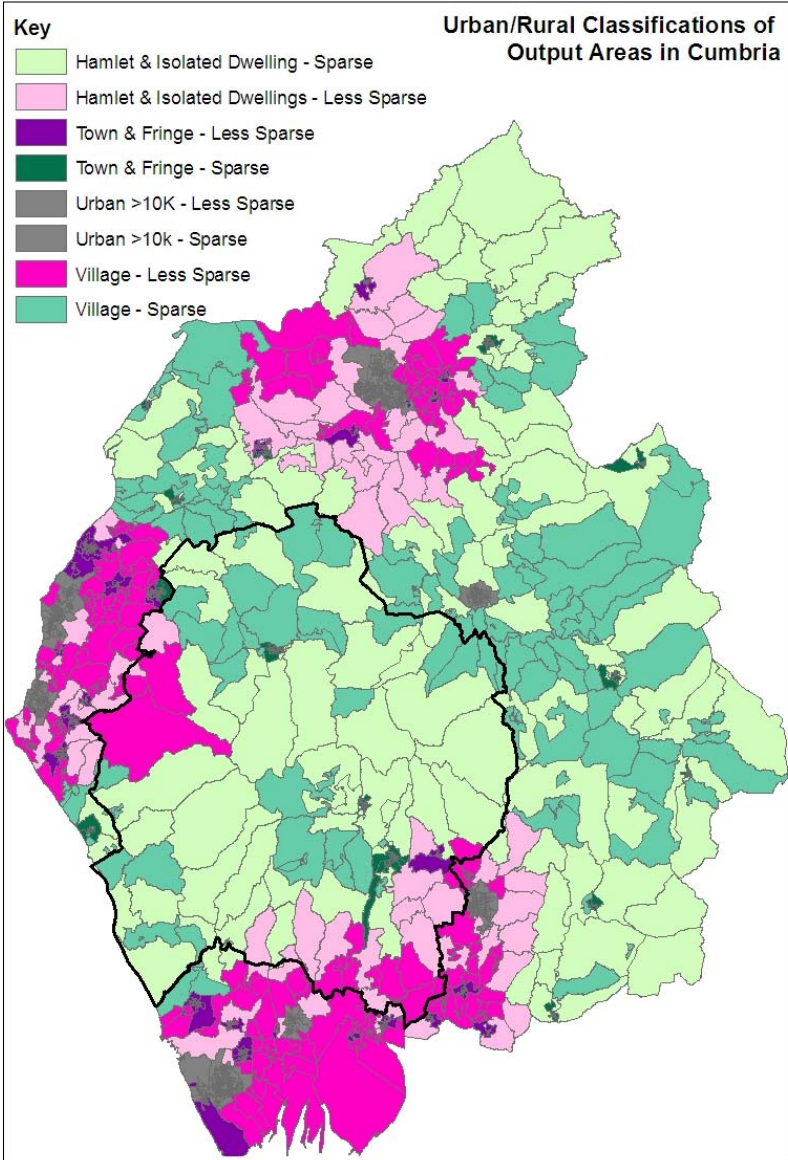 Key
Urban/Rural Classifications of
Output Areas in Cumbria
Hamlet & Isolated Dwelling - Sparse
Hamlet & Isolated Dwellings - Less Sparse
Town & Fringe - Less Sparse
Town & Fringe - Sparse
Urban >10K - Less Sparse
Urban >10k - Sparse
Village - Less Sparse
Village - Sparse